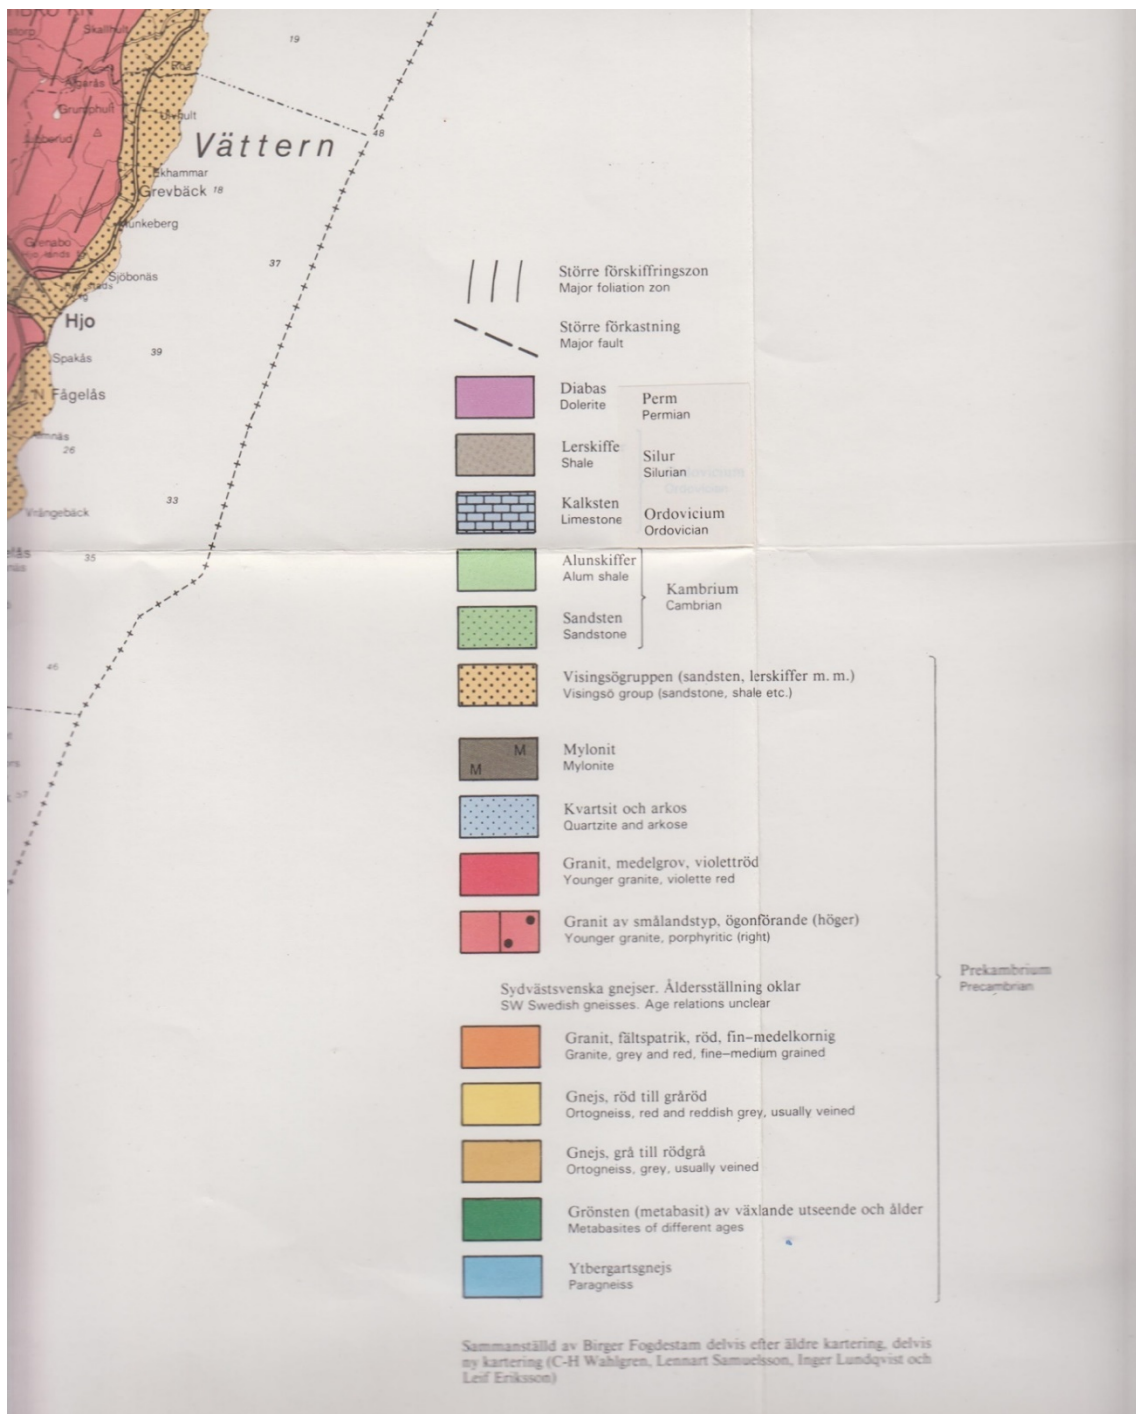 Skallhult
19
Älgarås
Grumphult
48
Vättern
Ekhammar
Grevbäck 18
Munkeberg
Grenabo
37
Sjöbonäs
Hjo
39
Spakås
N Fågelås
26
33
Vrångebäck
35
46
57
Större förskiffringszon
Major foliation zon
Större förkastning
Major fault
Diabas
Dolerite
Perm
Permian
Lerskiffe
Shale
Silur
Silurian
Kalksten
Limestone
Ordovicium
Ordovician
Alunskiffer
Alum shale
Kambrium
Cambrian
Sandsten
Sandstone
Visingsögruppen (sandsten, lerskiffer m. m.)
Visingsö group (sandstone, shale etc.)
M
M
Mylonit
Mylonite
Kvartsit och arkos
Quartzite and arkose
Granit, medelgrov, violettröd
Younger granite, violette red
Granit av smålandstyp, ögonförande (höger)
Younger granite, porphyritic (right)
Prekambrium
Precambrian
Sydvästsvenska gnejser. Åldersställning oklar
SW Swedish gneisses. Age relations unclear
Granit, fältspatrik, röd, fin–medelkornig
Granite, grey and red, fine–medium grained
Gnejs, röd till gråröd
Ortogneiss, red and reddish grey, usually veined
Gnejs, grå till rödgrå
Ortogneiss, grey, usually veined
Grönsten (metabasit) av växlande utseende och ålder
Metabasites of different ages
Ytbergartsgnejs
Paragneiss
Sammanställd av Birger Fogdestam delvis efter äldre kartering, delvis
ny kartering (C-H Wahlgren, Lennart Samuelsson, Inger Lundqvist och
Leif Eriksson)